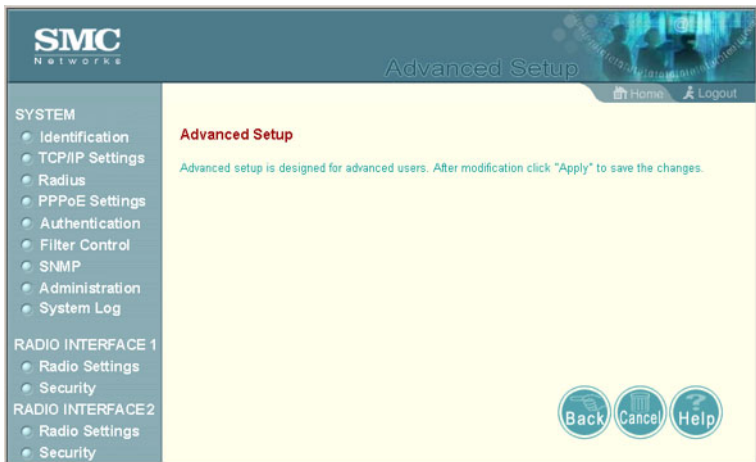 SMC
Networks
Advanced Setup
Home
Logout
SYSTEM
Identification
TCP/IP Settings
Radius
PPPoE Settings
Authentication
Filter Control
SNMP
Administration
System Log
RADIO INTERFACE 1
Radio Settings
Security
RADIO INTERFACE2
Radio Settings
Security
Advanced Setup
Advanced setup is designed for advanced users. After modification click "Apply" to save the changes.
Back
Cancel
Help